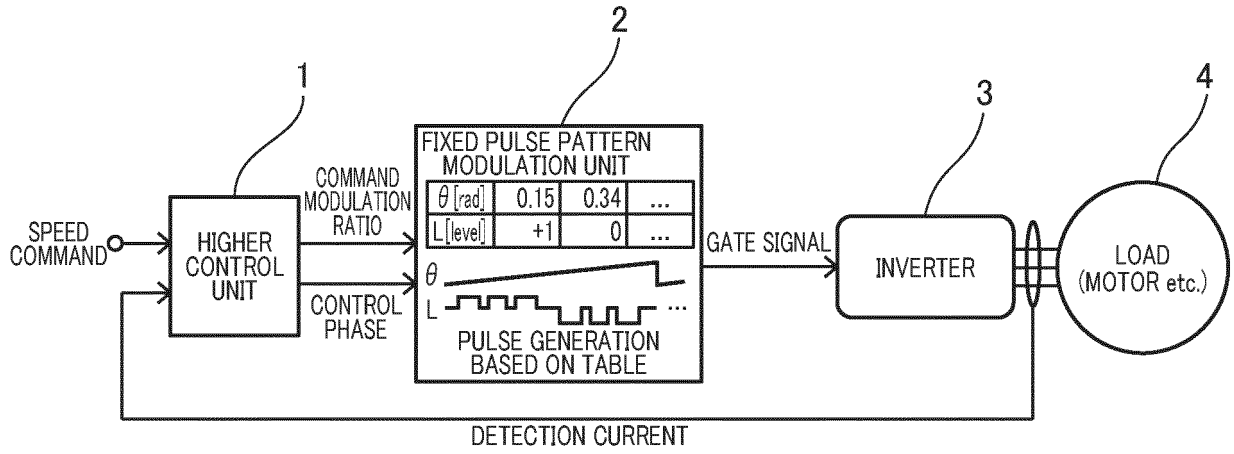 1
2
3
4
SPEED
COMMAND
HIGHER
CONTROL
UNIT
COMMAND
MODULATION
RATIO
CONTROL
PHASE
FIXED PULSE PATTERN
MODULATION UNIT
θ[rad] 0.15 0.34 ...
L[level] +1 0 ...
θ
L ...
PULSE GENERATION
BASED ON TABLE
GATE SIGNAL
INVERTER
LOAD
(MOTOR etc.)
DETECTION CURRENT